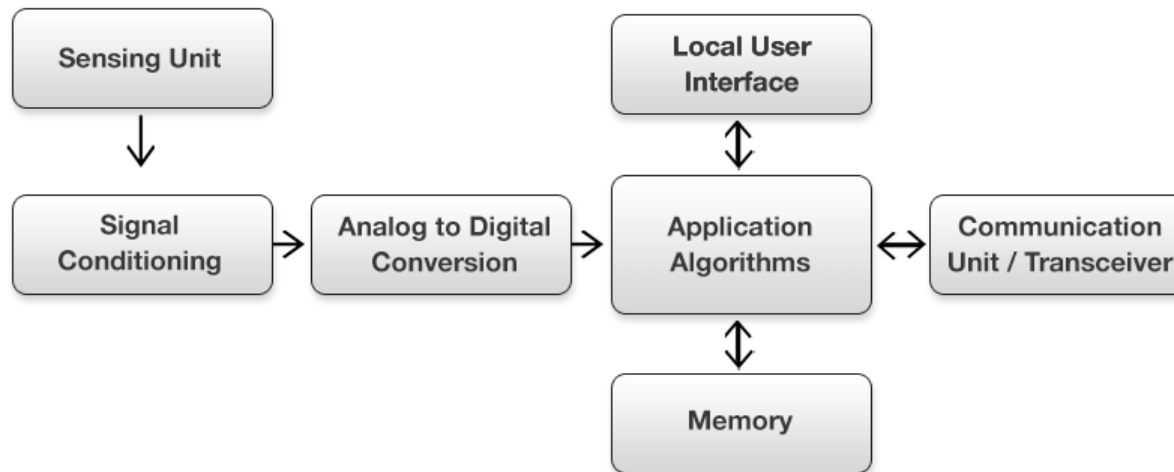 Sensing Unit
Local User
Interface
Signal
Conditioning
Analog to Digital
Conversion
Application
Algorithms
Communication
Unit / Transceiver
Memory